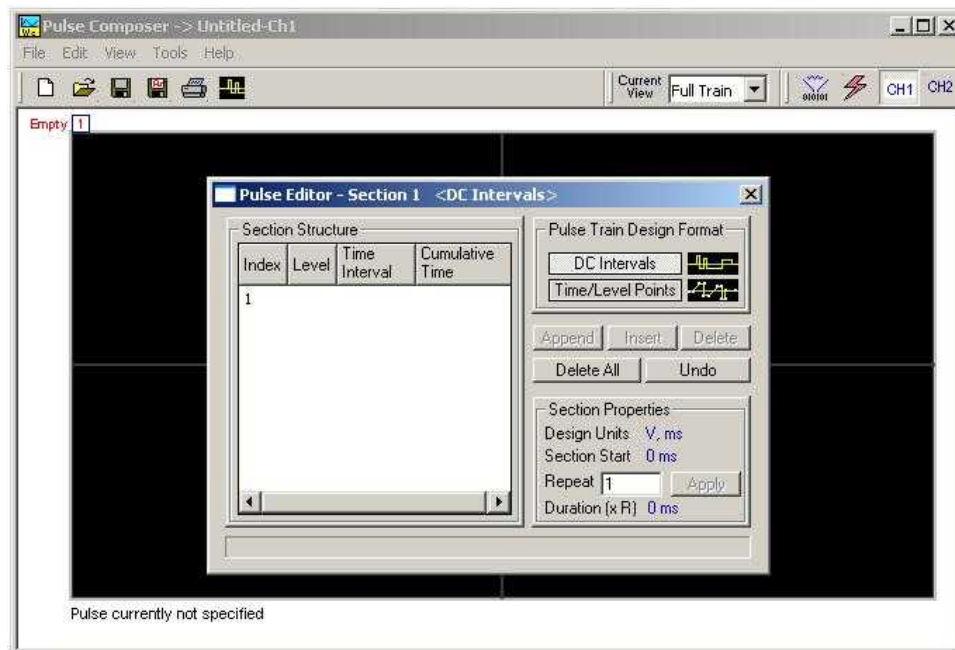 Pulse Composer -> Untitled-Ch1
File Edit View Tools Help
Current View Full Train 010101 CH1 CH2
Empty 1
Pulse Editor - Section 1 <DC Intervals>
Section Structure
Index Level Time Interval Cumulative Time
1
Pulse Train Design Format
DC Intervals
Time/Level Points
Append Insert Delete
Delete All Undo
Section Properties
Design Units V, ms
Section Start 0 ms
Repeat 1 Apply
Duration (x R) 0 ms
Pulse currently not specified